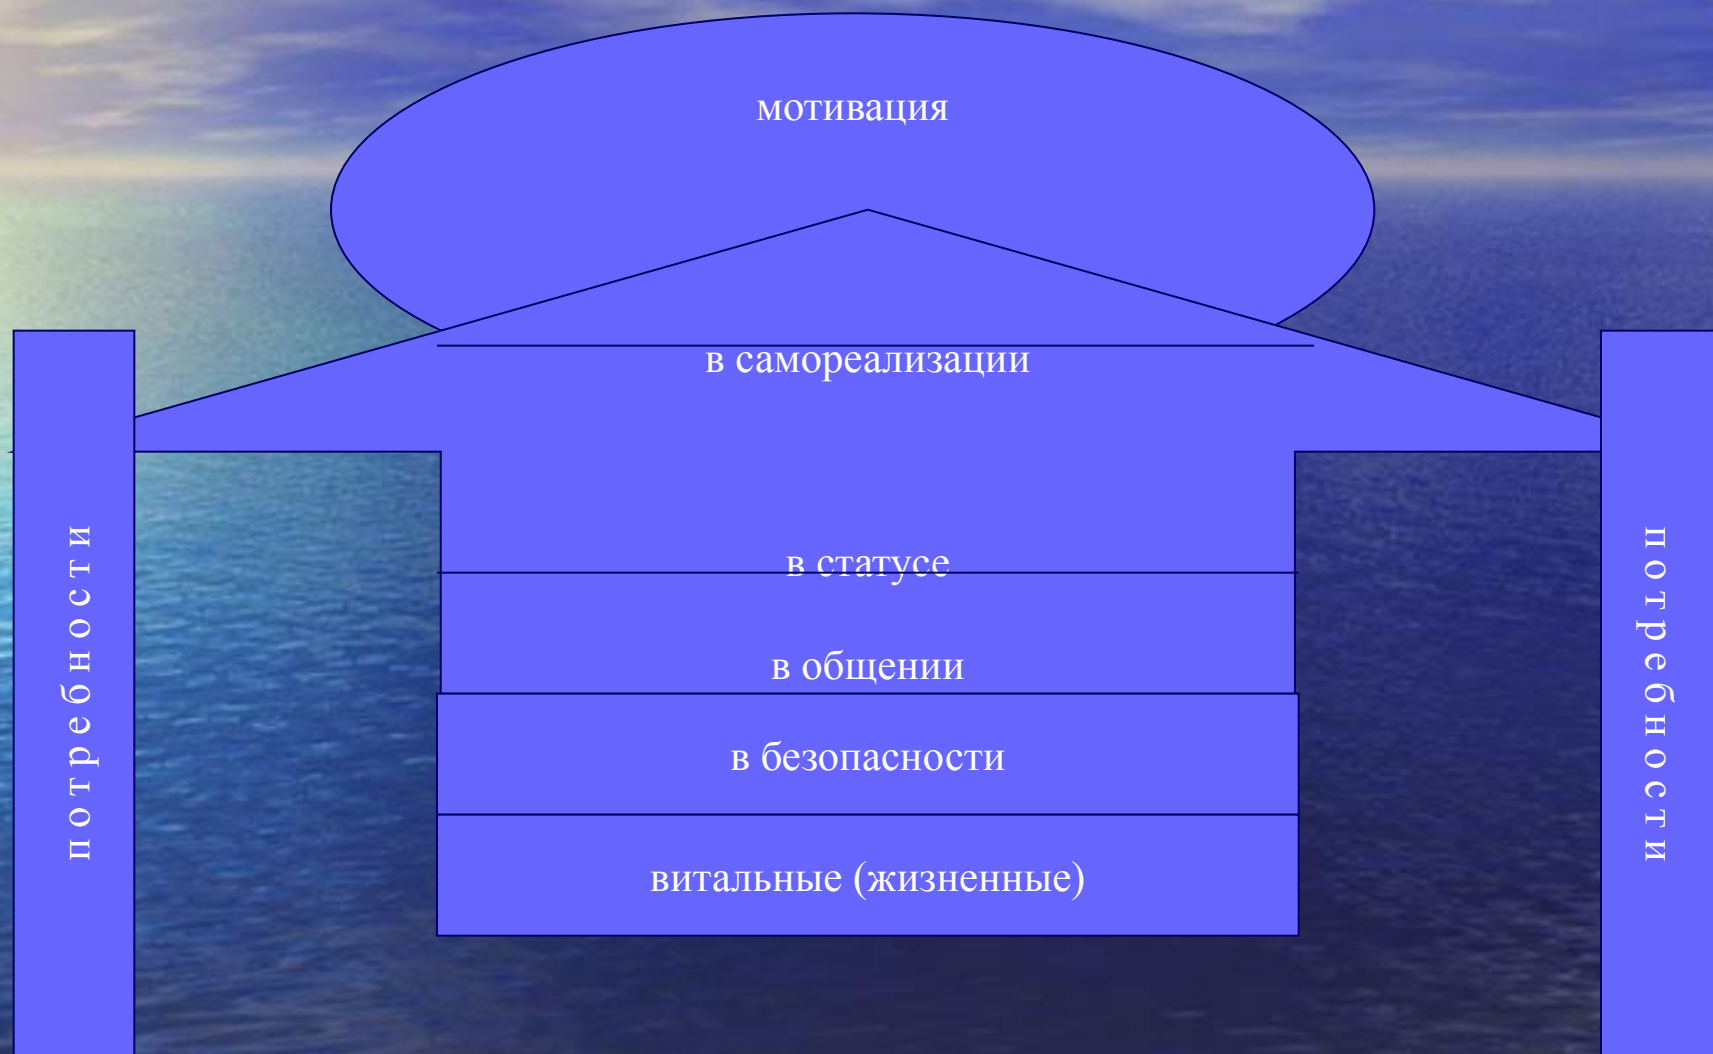 мотивация
в самореализации
в статусе
в общении
в безопасности
витальные (жизненные)
потребности
потребности